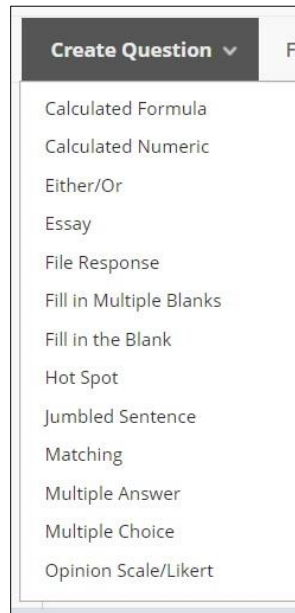 Create Question
F
Calculated Formula
Calculated Numeric
Either/Or
Essay
File Response
Fill in Multiple Blanks
Fill in the Blank
Hot Spot
Jumbled Sentence
Matching
Multiple Answer
Multiple Choice
Opinion Scale/Likert